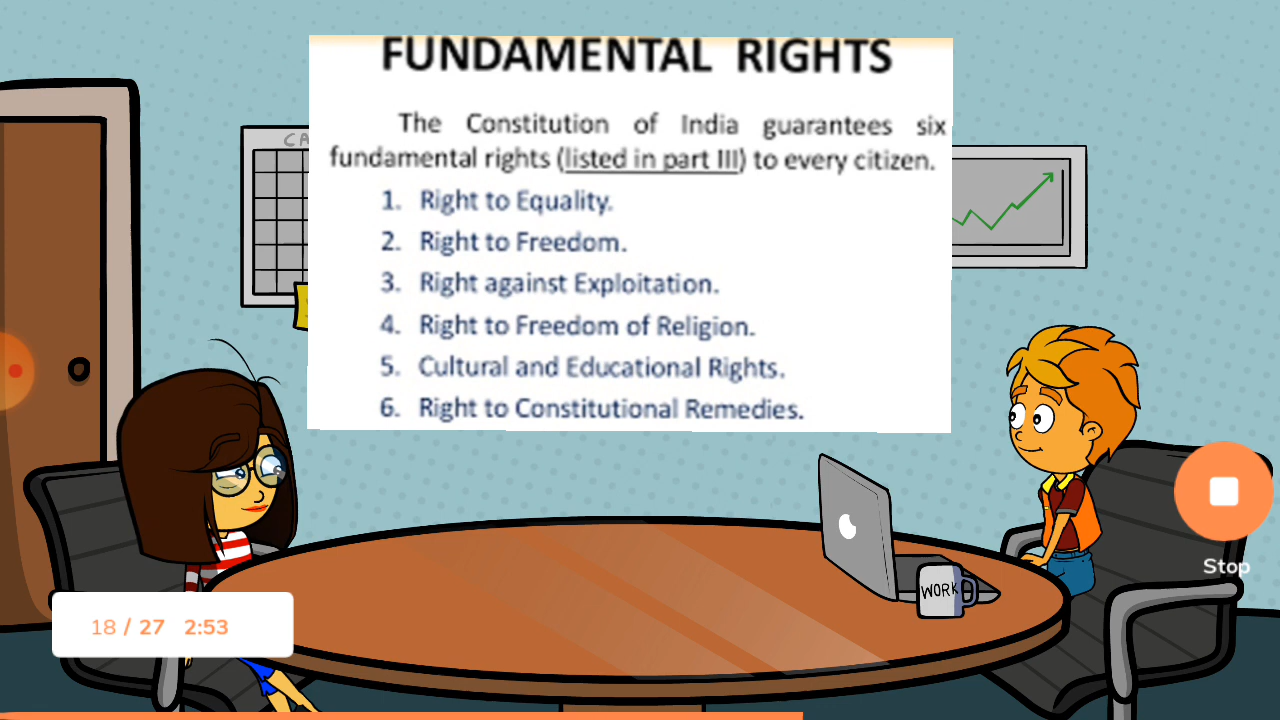 FUNDAMENTAL RIGHTS
CA
The Constitution of India guarantees six
fundamental rights (listed in part III) to every citizen.
1. Right to Equality.
2. Right to Freedom.
3. Right against Exploitation.
4. Right to Freedom of Religion.
5. Cultural and Educational Rights.
6. Right to Constitutional Remedies.
WORK
Stop
18 / 27 2:53